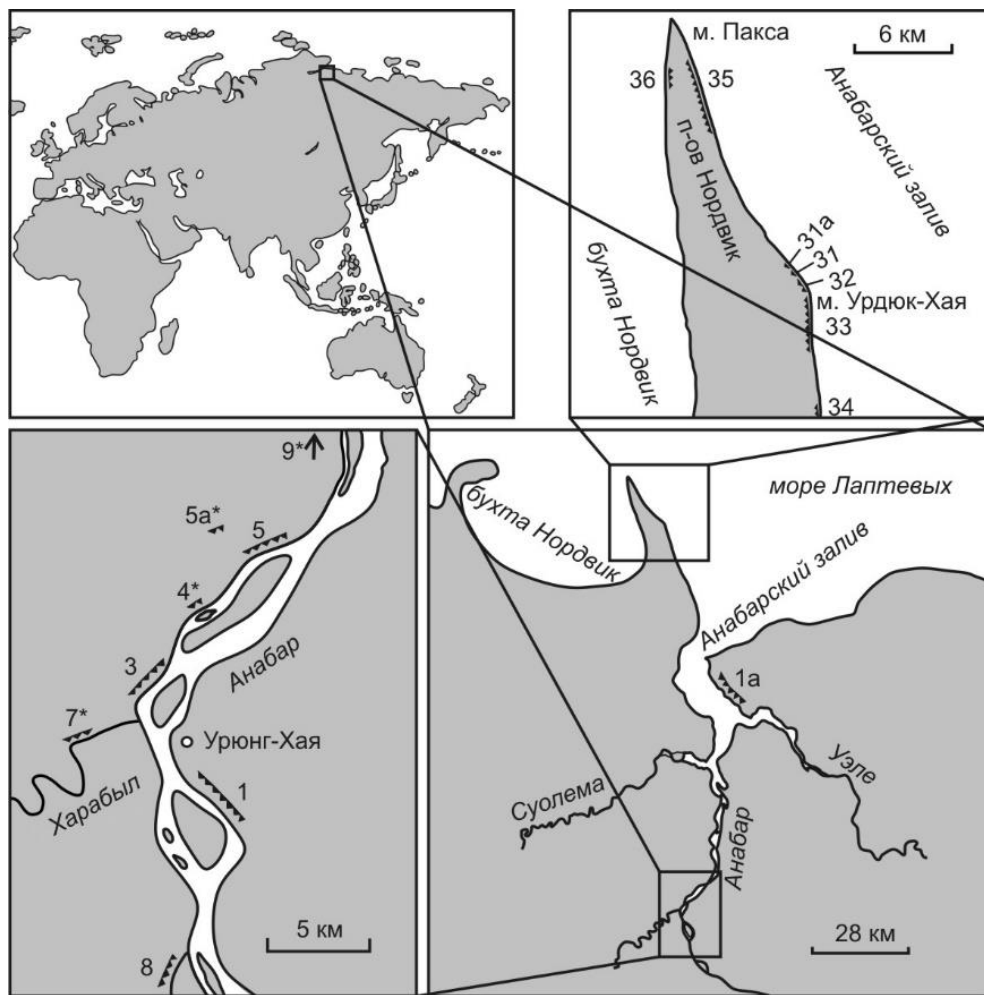 м. Пакса
6 км
36
35
Анабарский залив
п-ов Нордвик
31а
31
32
бухта Нордвик
м. Урдюк-Хая
33
34
9*
5а*
5
4*
3
Анабар
7*
Урюнг-Хая
1
Харабыл
5 км
8
бухта Нордвик
море Лаптевых
Анабарский залив
1а
Уэле
Суолема
Анабар
28 км